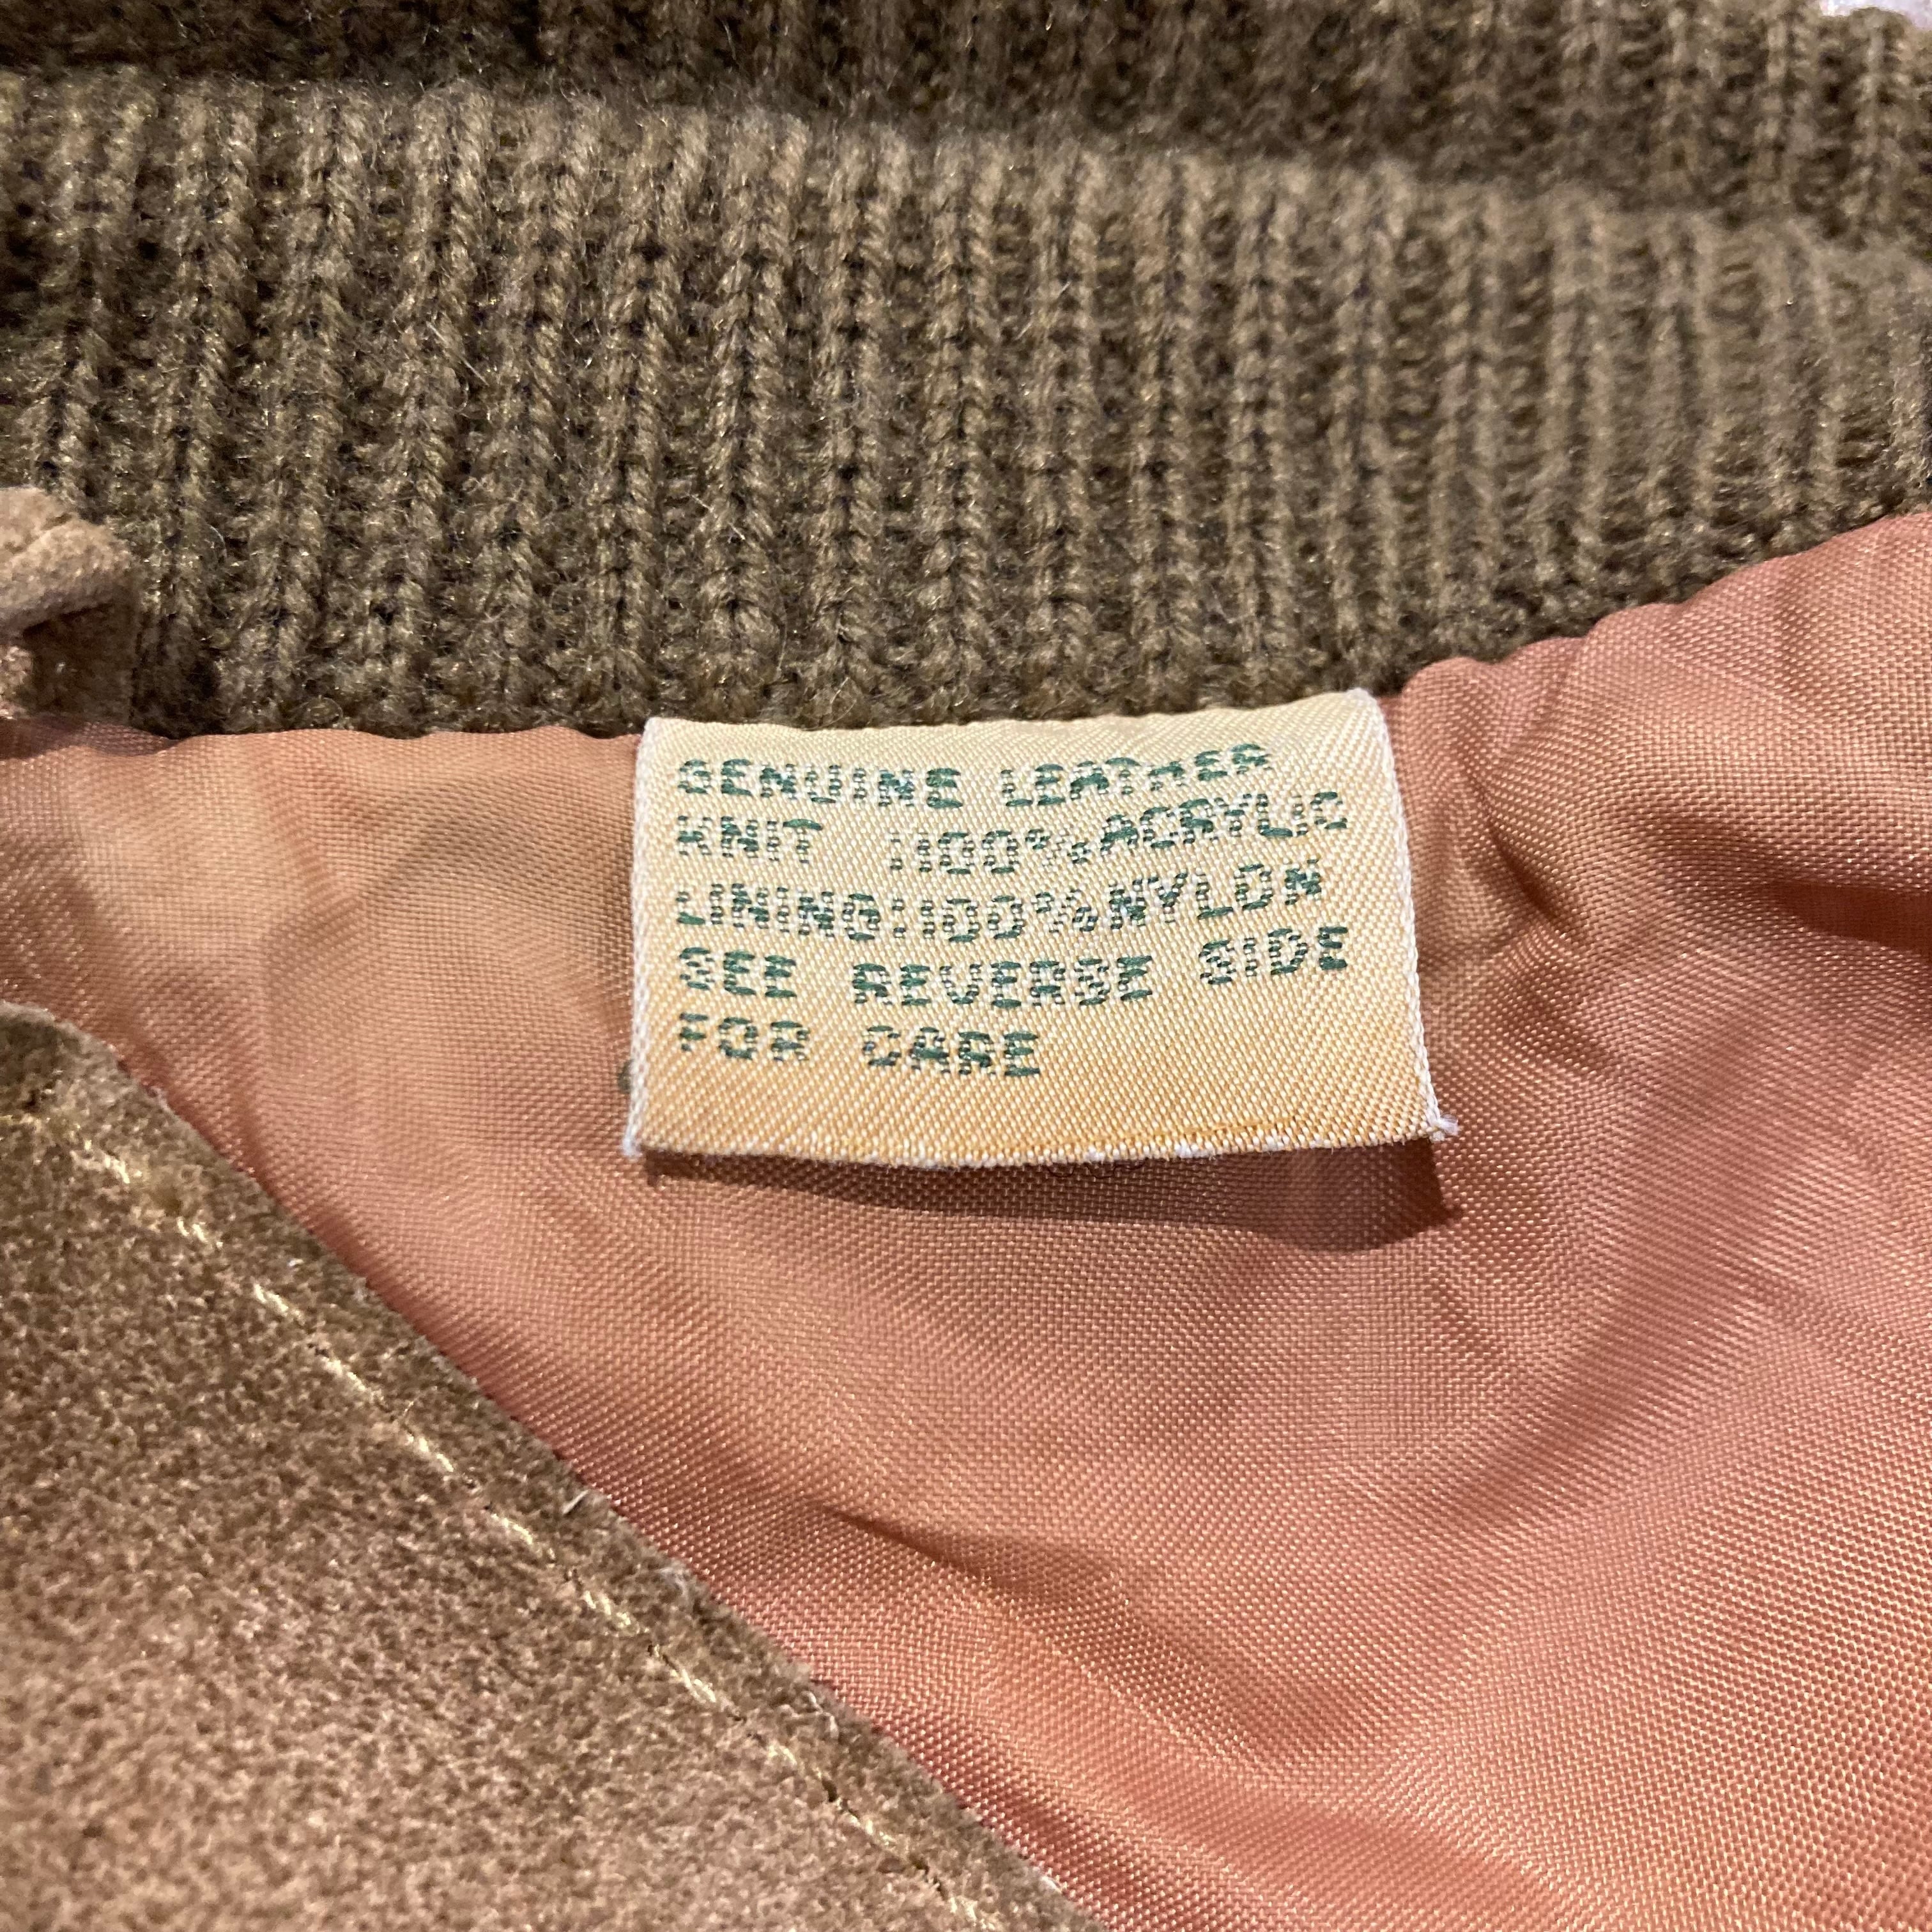 GENUINE LEATHER
KNIT :100%ACRYLIC
LINING:100%NYLON
SEE REVERSE SIDE
FOR CARE